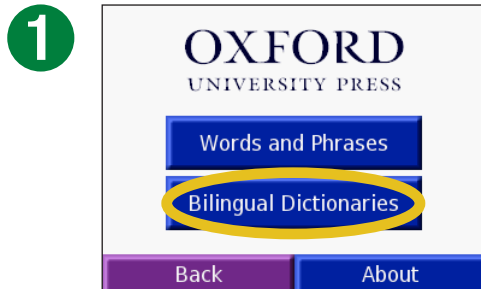 1
OXFORD
UNIVERSITY PRESS
Words and Phrases
Bilingual Dictionaries
Back About